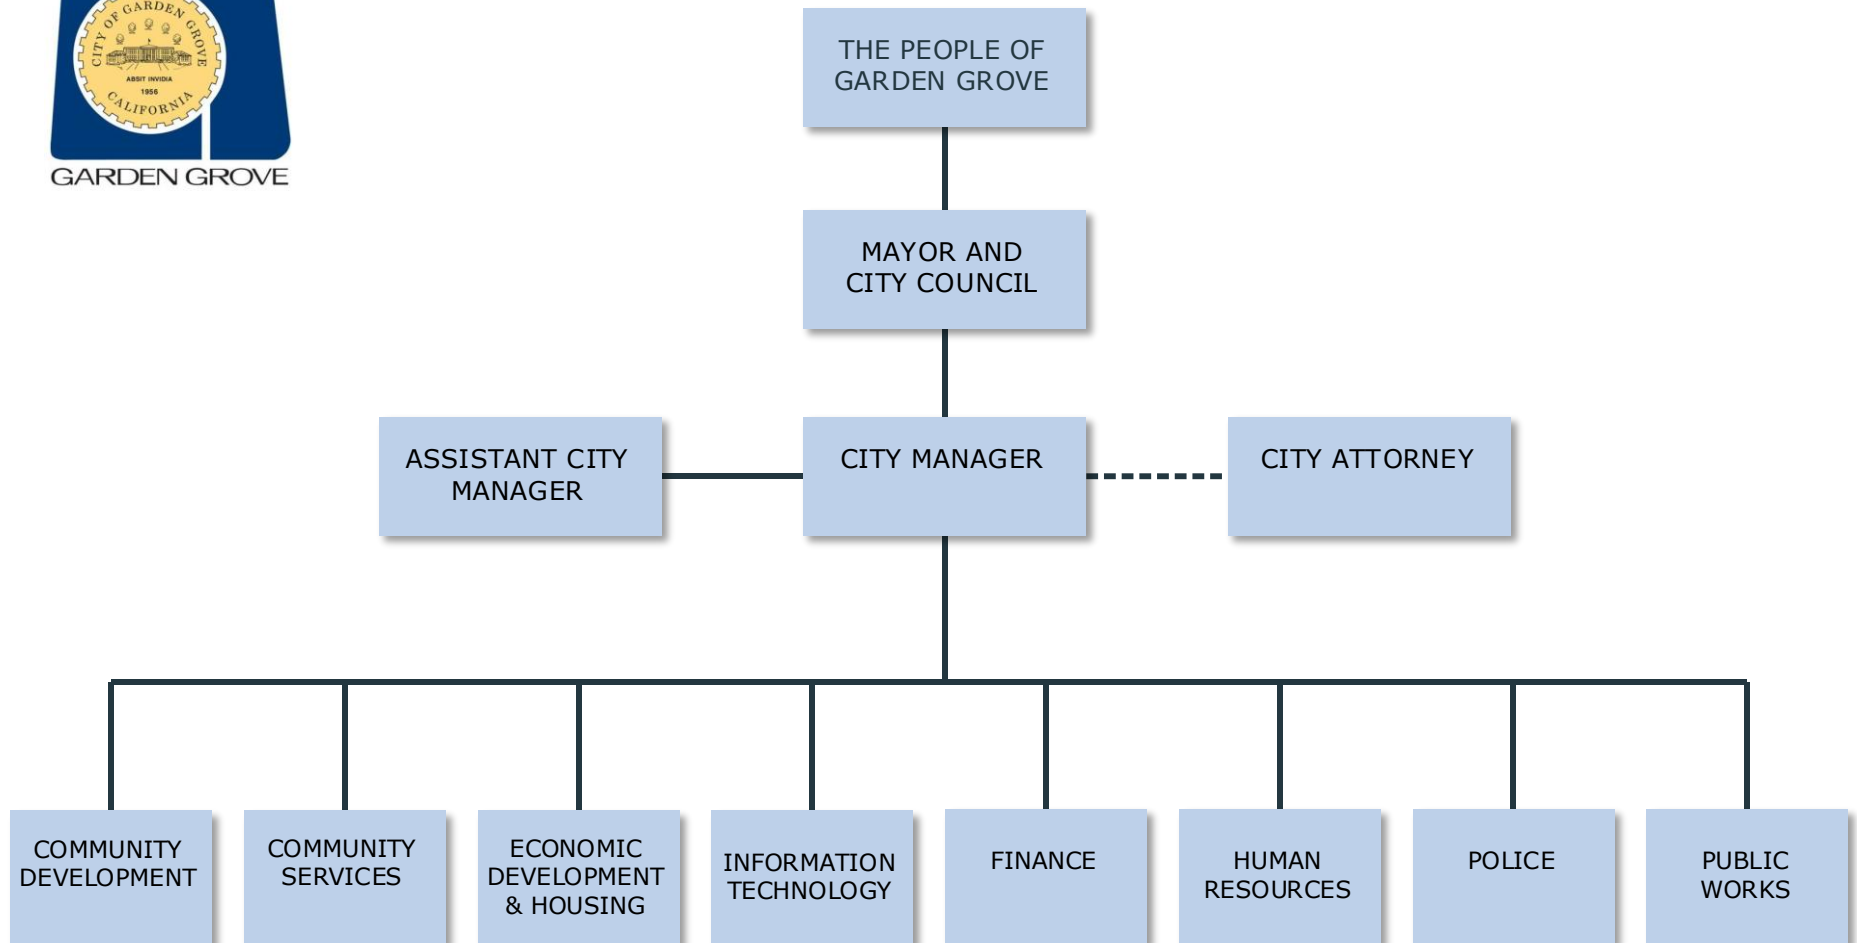 CITY OF GARDEN GROVE
ABSIT INVIDIA
1956
CALIFORNIA
GARDEN GROVE
THE PEOPLE OF
GARDEN GROVE
MAYOR AND
CITY COUNCIL
ASSISTANT CITY
MANAGER
CITY MANAGER
CITY ATTORNEY
COMMUNITY
DEVELOPMENT
COMMUNITY
SERVICES
ECONOMIC
DEVELOPMENT
& HOUSING
INFORMATION
TECHNOLOGY
FINANCE
HUMAN
RESOURCES
POLICE
PUBLIC
WORKS